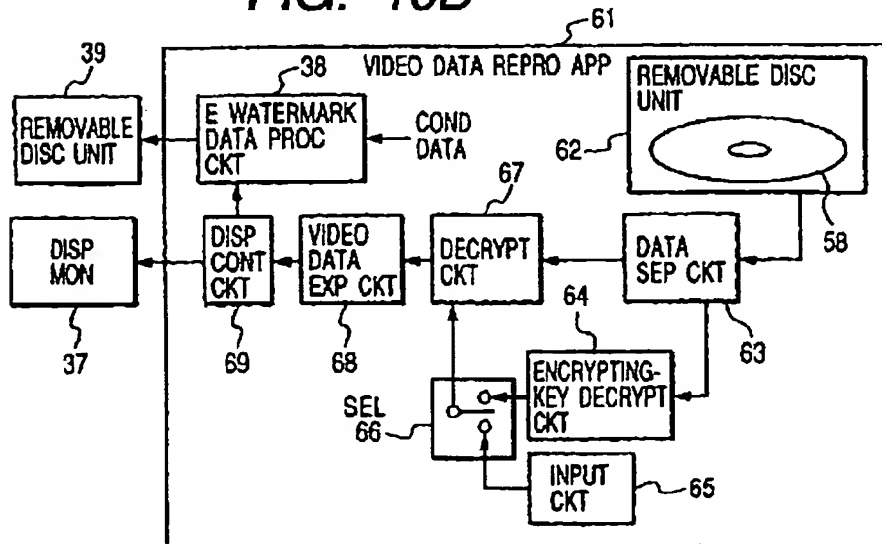 61
39
38
VIDEO DATA REPRO APP
REMOVABLE DISC
UNIT
E WATERMARK
DATA PROC
CKT
COND
DATA
REMOVABLE
DISC UNIT
62
67
58
DISP
MON
DISP
CONT
CKT
VIDEO
DATA
EXP CKT
DECRYPT
CKT
DATA
SEP CKT
64
37
69
68
63
SEL
66
ENCRYPTING-
KEY DECRYPT
CKT
INPUT
CKT
65